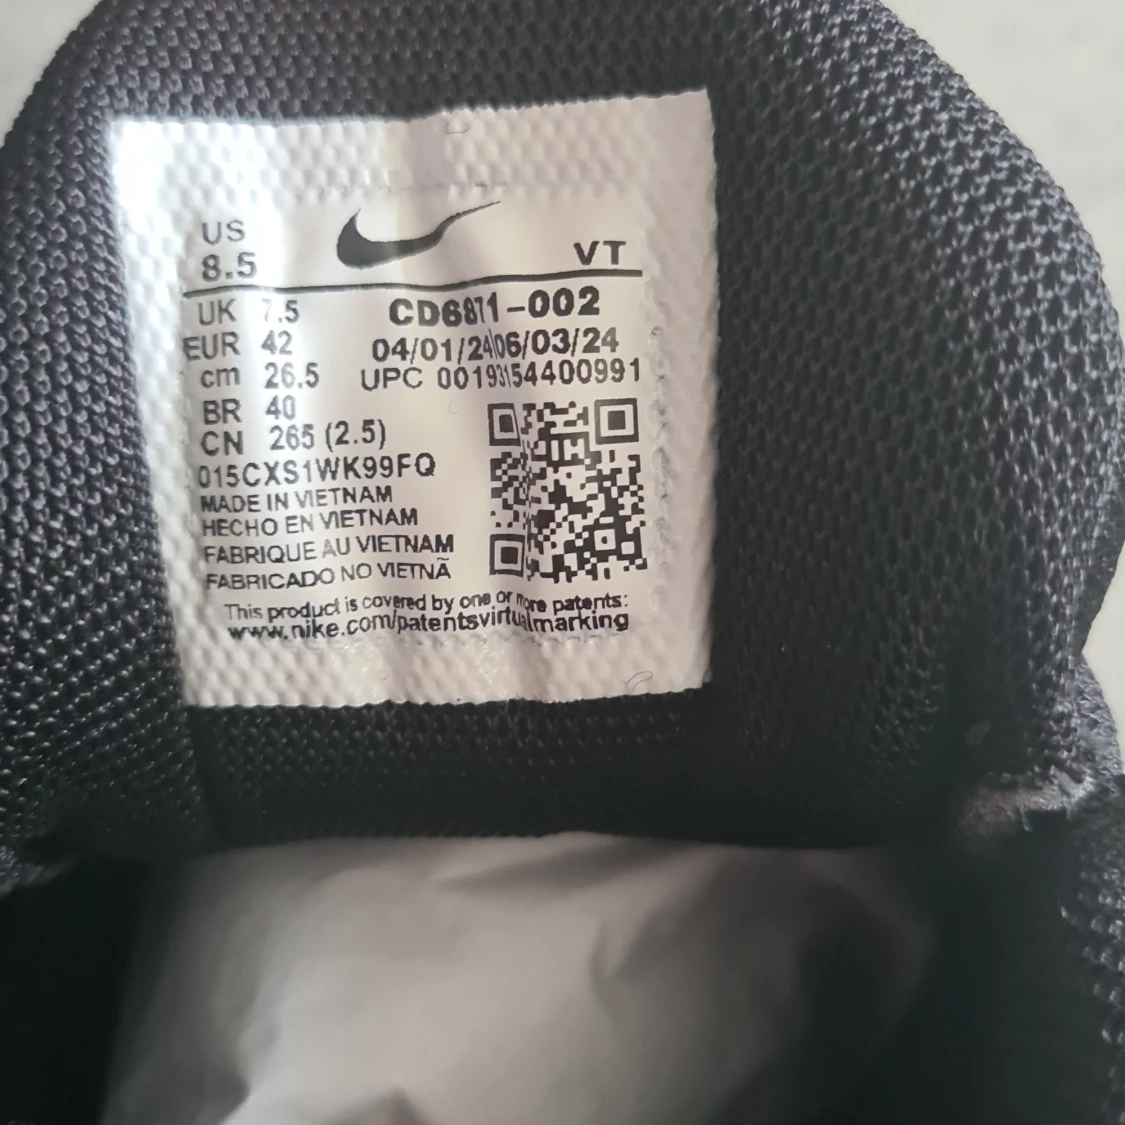 US
8.5
VT
UK 7.5 CD6871-002
EUR 42 04/01/24 06/03/24
cm 26.5 UPC 00193154400991
BR 40
CN 265 (2.5)
015CXS1WK99FQ
MADE IN VIETNAM
HECHO EN VIETNAM
FABRIQUE AU VIETNAM
FABRICADO NO VIETNÃ
This product is covered by one or more patents:
www.nike.com/patentsvirtualmarking